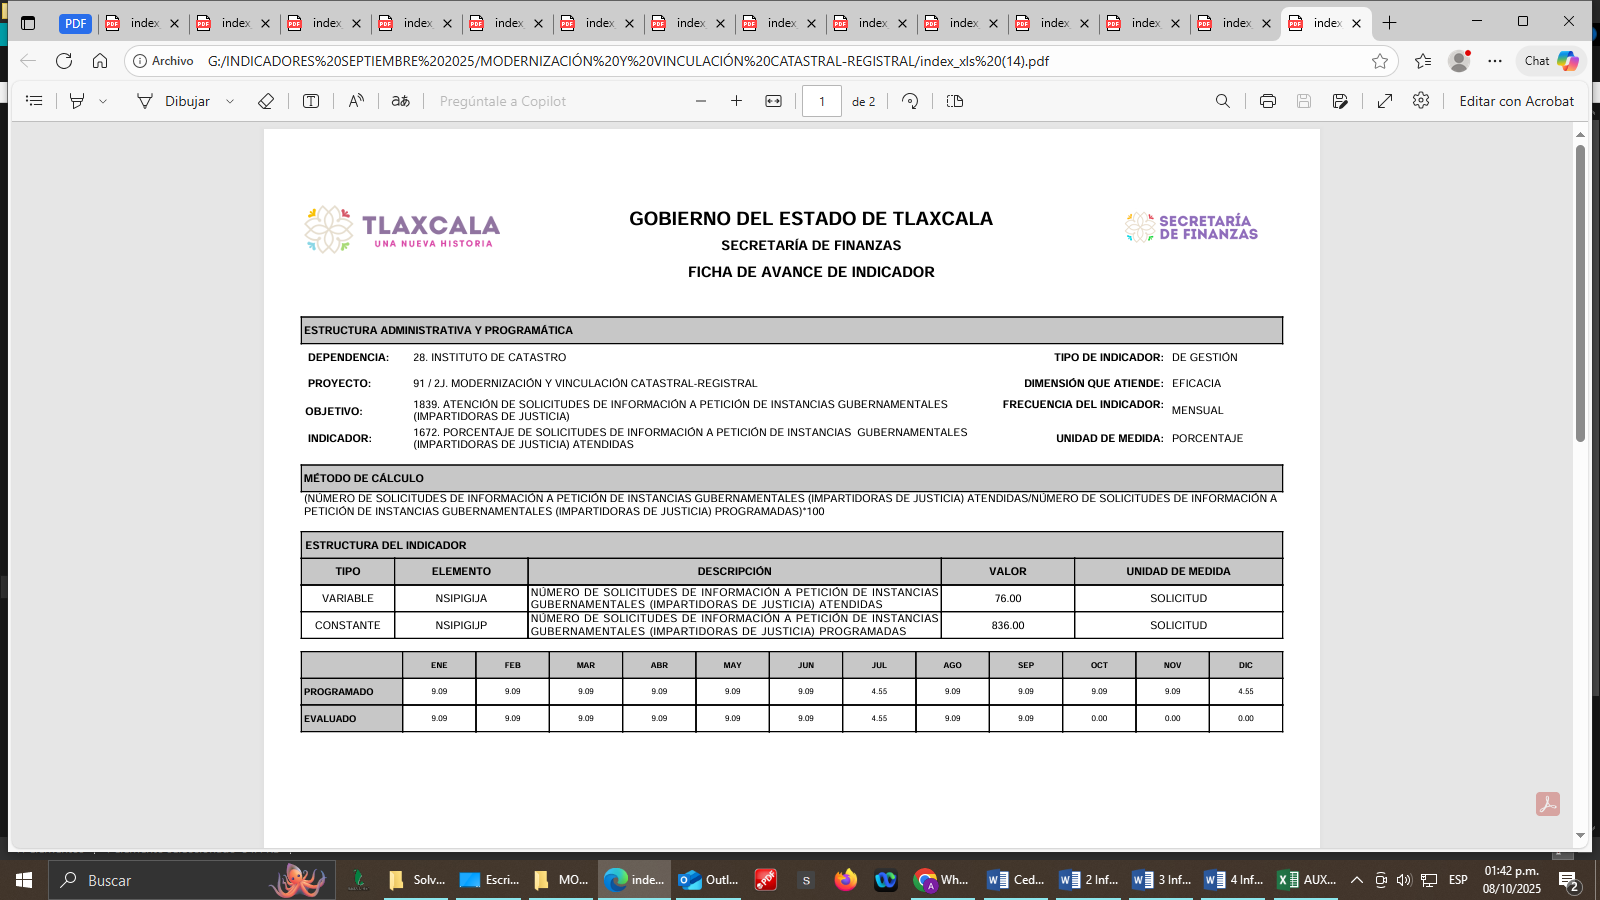 PDF index index index index index index index index index index index index index index
Archivo G:/INDICADORES%20SEPTIEMBRE%202025/MODERNIZACIÓN%20Y%20VINCULACIÓN%20CATASTRAL-REGISTRAL/index_xls%20(14).pdf Chat
Dibujar Pregúntale a Copilot 1 de 2 Editar con Acrobat
TLAXCALA
UNA NUEVA HISTORIA
GOBIERNO DEL ESTADO DE TLAXCALA
SECRETARÍA DE FINANZAS
FICHA DE AVANCE DE INDICADOR
SECRETARÍA
DE FINANZAS
ESTRUCTURA ADMINISTRATIVA Y PROGRAMÁTICA
DEPENDENCIA: 28. INSTITUTO DE CATASTRO TIPO DE INDICADOR: DE GESTIÓN
PROYECTO: 91 / 2J. MODERNIZACIÓN Y VINCULACIÓN CATASTRAL-REGISTRAL DIMENSIÓN QUE ATIENDE: EFICACIA
OBJETIVO: 1839. ATENCIÓN DE SOLICITUDES DE INFORMACIÓN A PETICIÓN DE INSTANCIAS GUBERNAMENTALES
(IMPARTIDORAS DE JUSTICIA) FRECUENCIA DEL INDICADOR: MENSUAL
INDICADOR: 1672. PORCENTAJE DE SOLICITUDES DE INFORMACIÓN A PETICIÓN DE INSTANCIAS GUBERNAMENTALES
(IMPARTIDORAS DE JUSTICIA) ATENDIDAS UNIDAD DE MEDIDA: PORCENTAJE
MÉTODO DE CÁLCULO
(NÚMERO DE SOLICITUDES DE INFORMACIÓN A PETICIÓN DE INSTANCIAS GUBERNAMENTALES (IMPARTIDORAS DE JUSTICIA) ATENDIDAS/NÚMERO DE SOLICITUDES DE INFORMACIÓN A
PETICIÓN DE INSTANCIAS GUBERNAMENTALES (IMPARTIDORAS DE JUSTICIA) PROGRAMADAS)*100
ESTRUCTURA DEL INDICADOR
TIPO ELEMENTO DESCRIPCIÓN VALOR UNIDAD DE MEDIDA
VARIABLE NSIPIGIJA NÚMERO DE SOLICITUDES DE INFORMACIÓN A PETICIÓN DE INSTANCIAS
GUBERNAMENTALES (IMPARTIDORAS DE JUSTICIA) ATENDIDAS 76.00 SOLICITUD
CONSTANTE NSIPIGIJP NÚMERO DE SOLICITUDES DE INFORMACIÓN A PETICIÓN DE INSTANCIAS
GUBERNAMENTALES (IMPARTIDORAS DE JUSTICIA) PROGRAMADAS 836.00 SOLICITUD
ENE FEB MAR ABR MAY JUN JUL AGO SEP OCT NOV DIC
PROGRAMADO 9.09 9.09 9.09 9.09 9.09 9.09 4.55 9.09 9.09 9.09 9.09 4.55
EVALUADO 9.09 9.09 9.09 9.09 9.09 9.09 4.55 9.09 9.09 0.00 0.00 0.00
Buscar Solv... Escri... MO... inde... Outl... Wh... Ced... 2 Inf... 3 Inf... 4 Inf... AUX... ESP 01:42 p.m.
08/10/2025 2